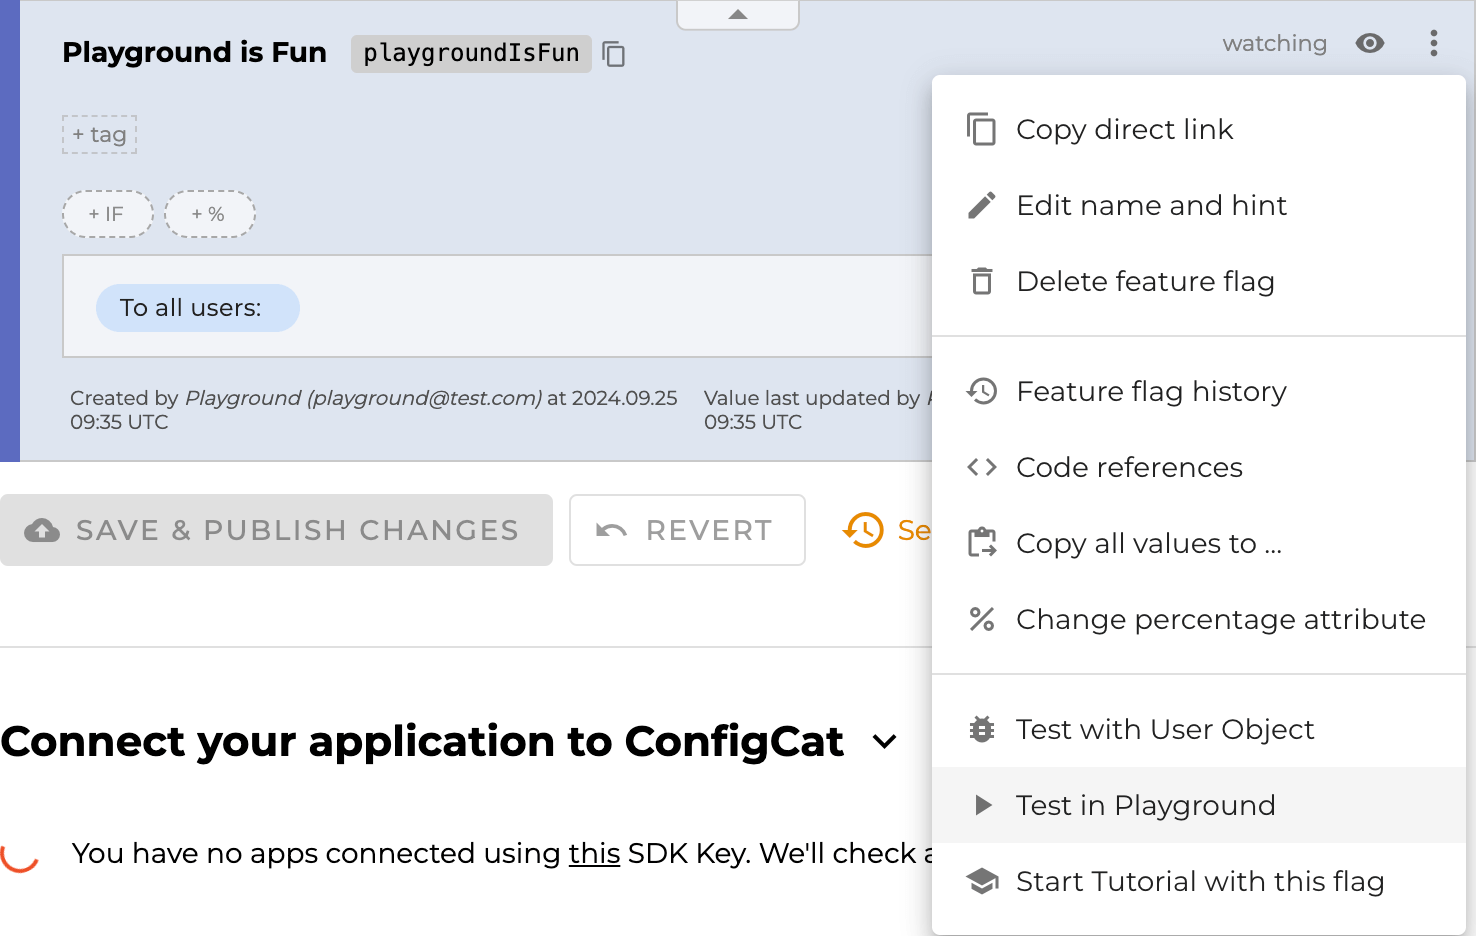 Playground is Fun playgroundIsFun watching
+ tag
+ IF + %
To all users:
Created by Playground (playground@test.com) at 2024.09.25
09:35 UTC
Value last updated by
09:35 UTC
SAVE & PUBLISH CHANGES REVERT
Connect your application to ConfigCat
You have no apps connected using this SDK Key. We'll check
Copy direct link
Edit name and hint
Delete feature flag
Feature flag history
Code references
Copy all values to ...
Change percentage attribute
Test with User Object
Test in Playground
Start Tutorial with this flag